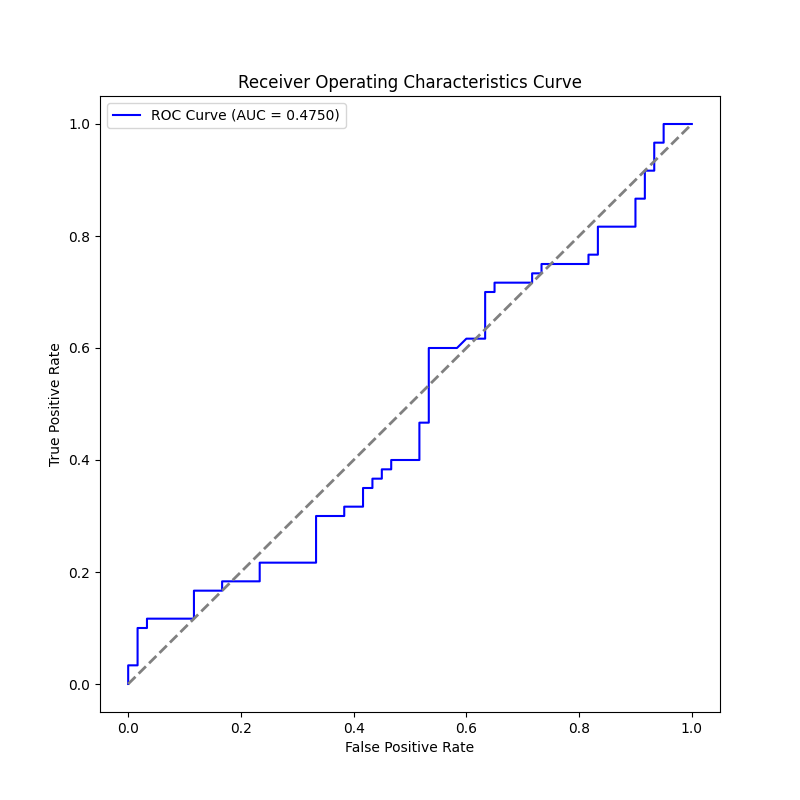 Receiver Operating Characteristics Curve
ROC Curve (AUC = 0.4750)
1.0
0.8
0.6
0.4
0.2
0.0
True Positive Rate
0.0 0.2 0.4 0.6 0.8 1.0
False Positive Rate